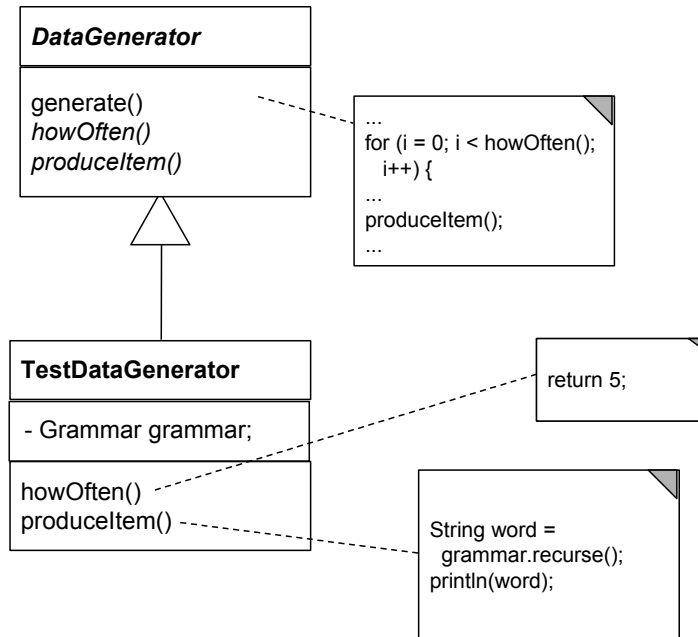 DataGenerator
generate()
howOften()
produceItem()
...
for (i = 0; i < howOften();
i++) {
...
produceItem();
...
TestDataGenerator
- Grammar grammar;
howOften()
produceItem()
return 5;
String word =
grammar.recurse();
println(word);